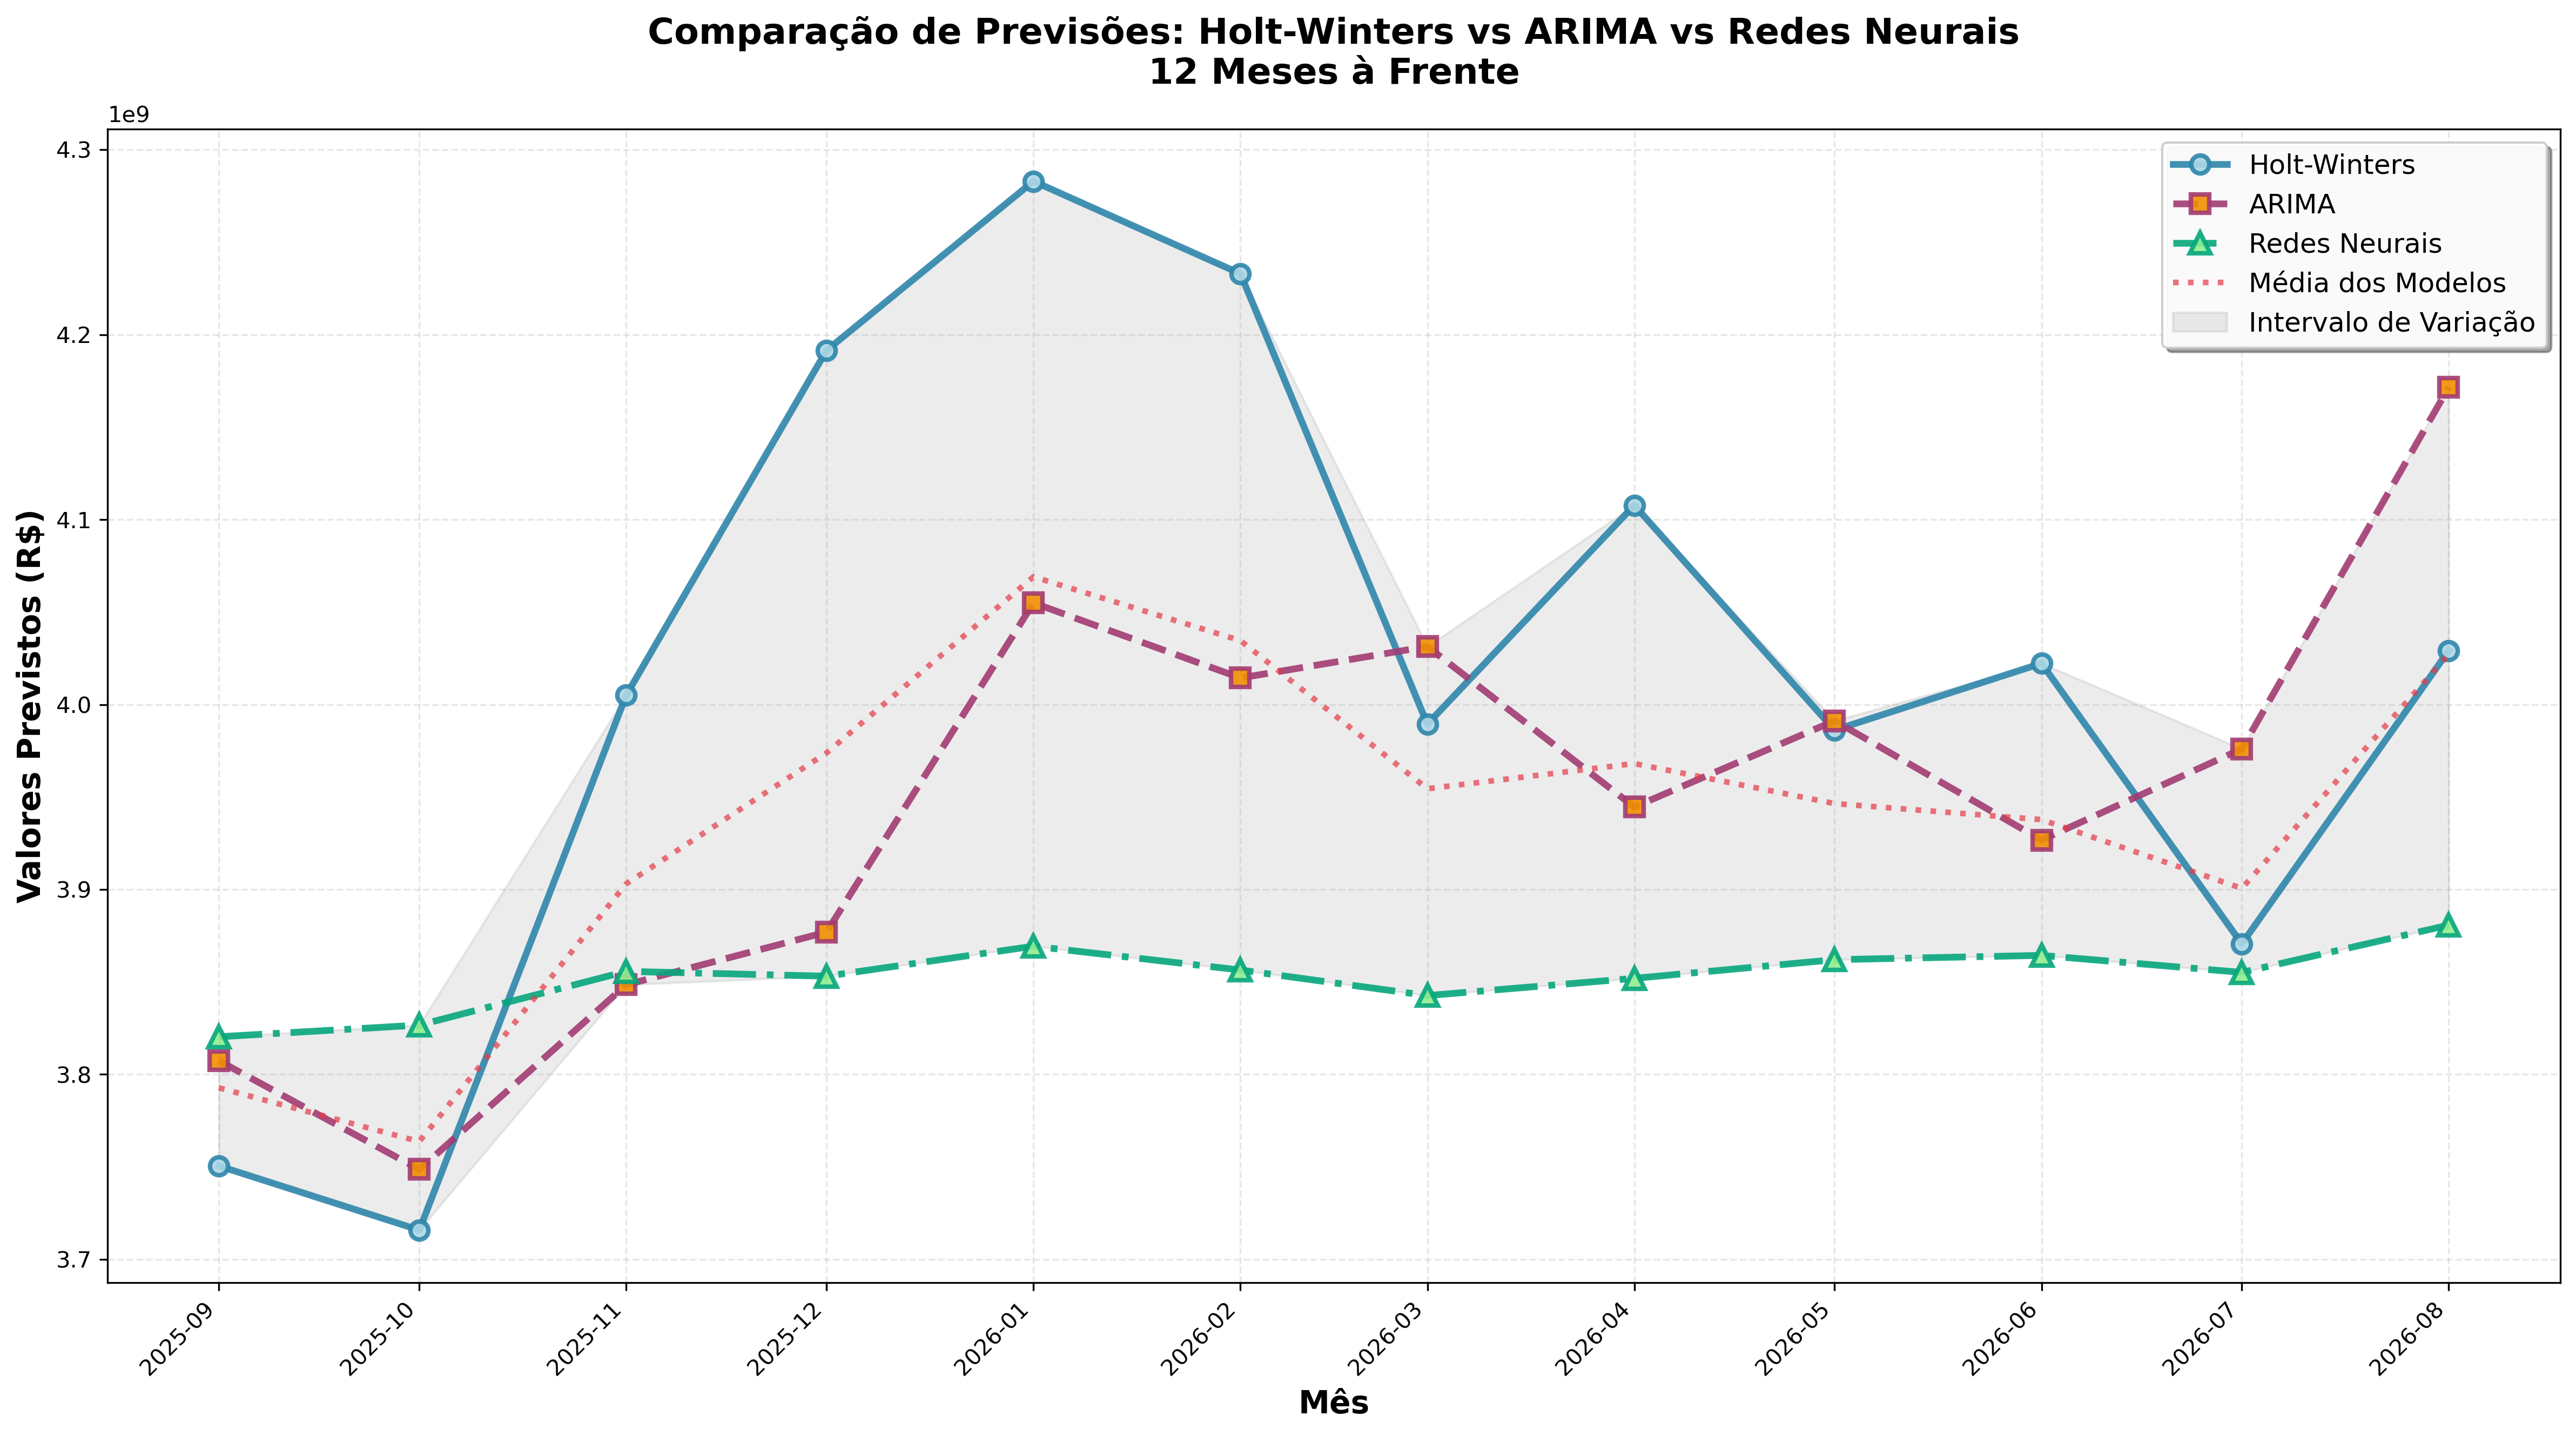 Comparação de Previsões: Holt-Winters vs ARIMA vs Redes Neurais
12 Meses à Frente
1e9
4.3
4.2
4.1
4.0
3.9
3.8
3.7
Valores Previstos (R$)
Holt-Winters
ARIMA
Redes Neurais
Média dos Modelos
Intervalo de Variação
2025-09
2025-10
2025-11
2025-12
2026-01
2026-02
2026-03
2026-04
2026-05
2026-06
2026-07
2026-08
Mês